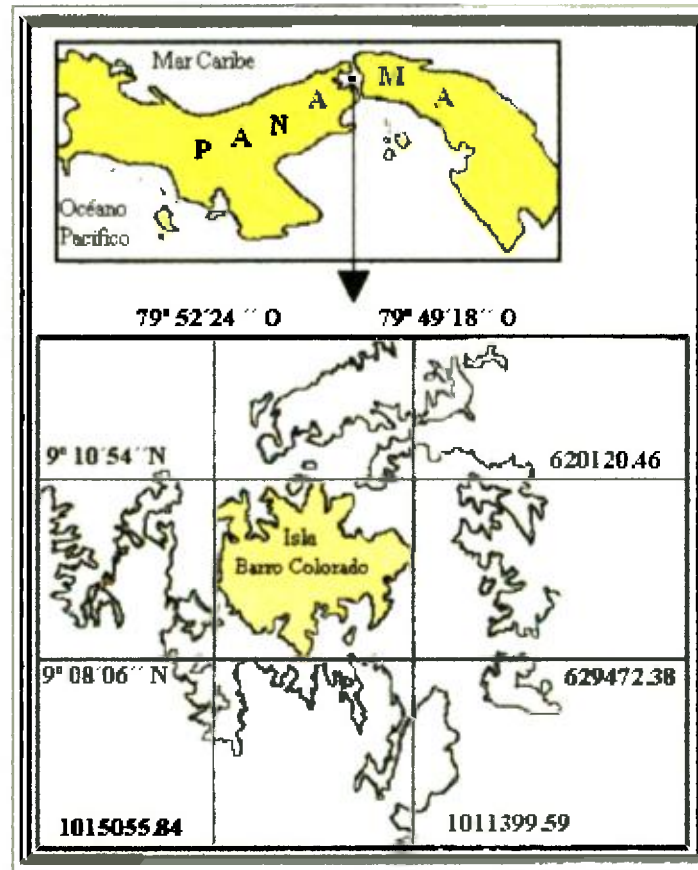 Mar Caribe
P A N A M A
Océano
Pacifico
79° 52´24 ´´ O 79° 49´18´´ O
9° 10´54´´ N 620120.46
Isla
Barro Colorado
9° 08´06´´ N 629472.38
1015055.84 1011399.59